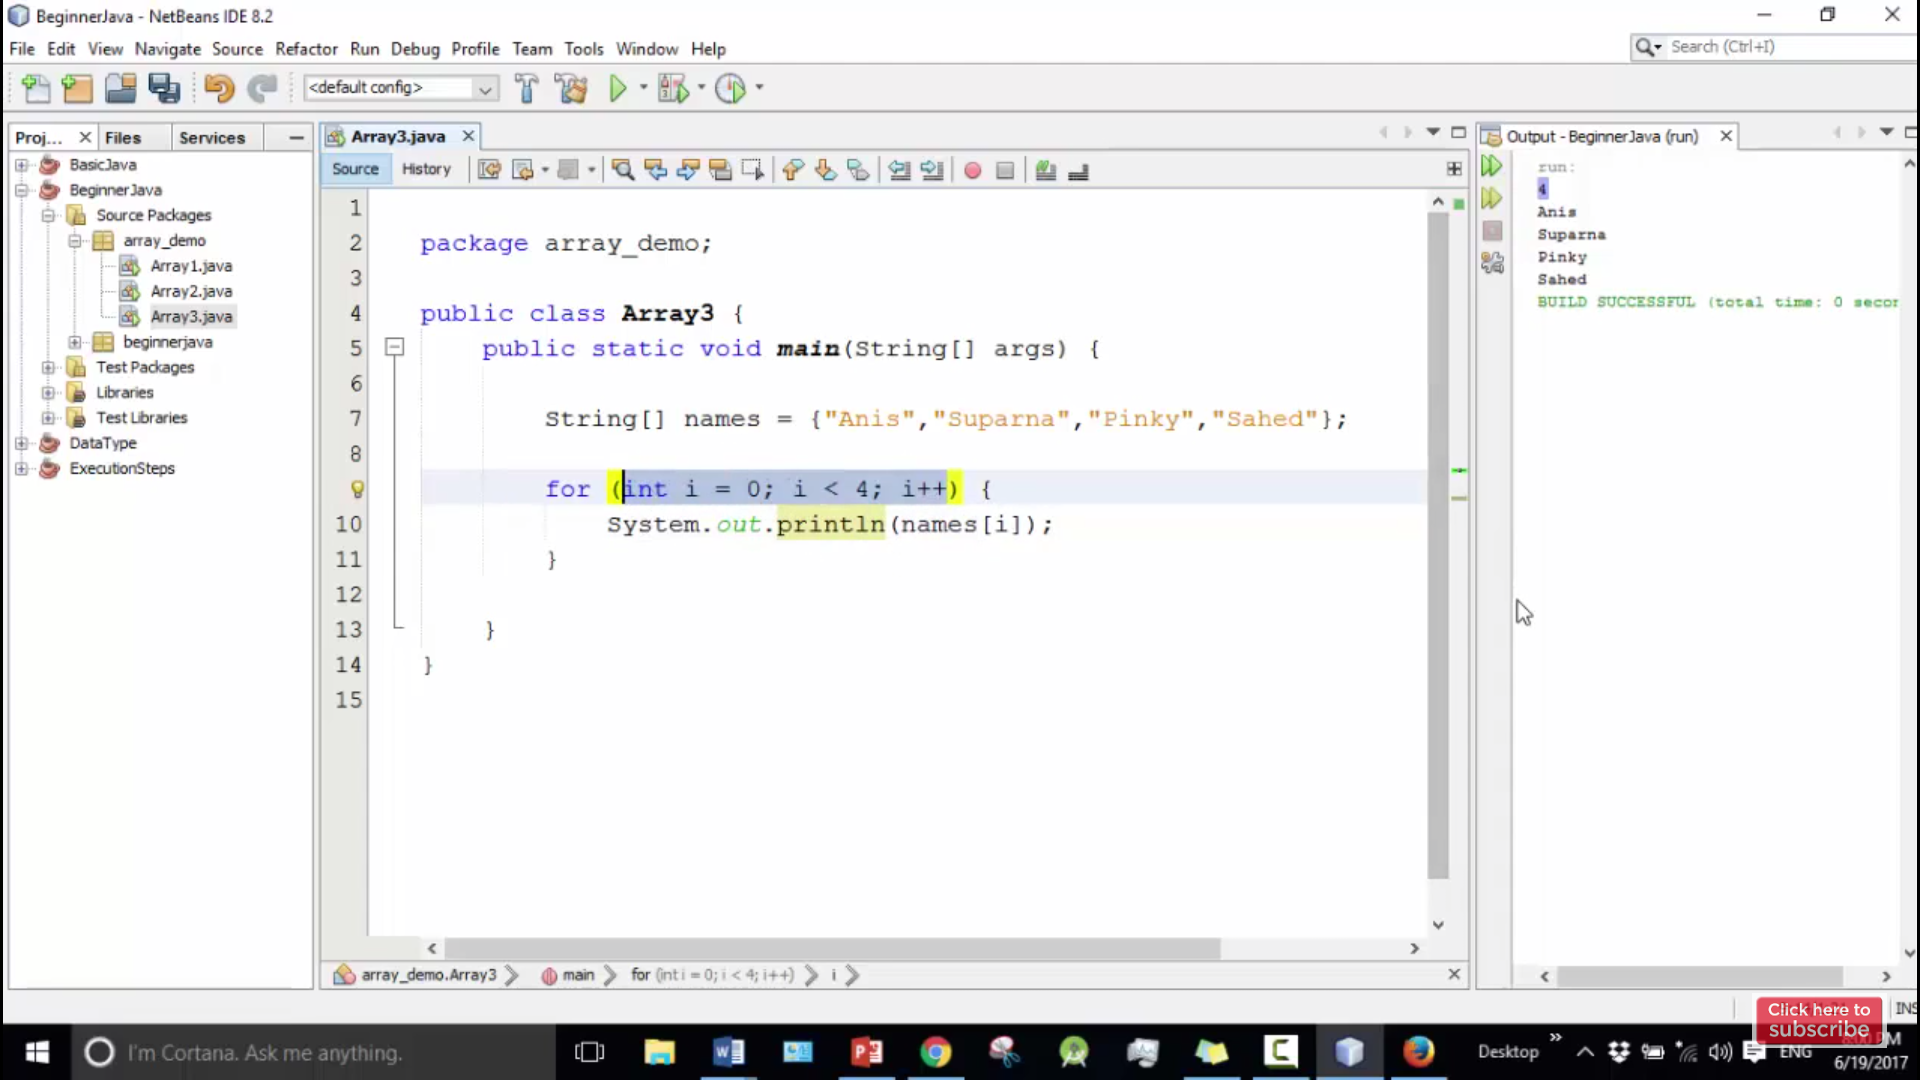 BeginnerJava - NetBeans IDE 8.2
File Edit View Navigate Source Refactor Run Debug Profile Team Tools Window Help
Search (Ctrl+I)
<default config>
Proj... Files Services
BasicJava
BeginnerJava
Source Packages
array_demo
Array1.java
Array2.java
Array3.java
beginnerjava
Test Packages
Libraries
Test Libraries
DataType
ExecutionSteps
Array3.java
Source History
1
2 package array_demo;
3
4 public class Array3 {
5 public static void main(String[] args) {
6
7 String[] names = {"Anis","Suparna","Pinky","Sahed"};
8
for (int i = 0; i < 4; i++) {
10 System.out.println(names[i]);
11 }
12
13 }
14 }
15
array_demo.Array3 main for (int i = 0; i < 4; i++) i
Output - BeginnerJava (run)
run:
4
Anis
Suparna
Pinky
Sahed
BUILD SUCCESSFUL (total time: 0 secon
INS
Click here to
subscribe
I'm Cortana. Ask me anything.
Desktop
ENG
6/19/2017